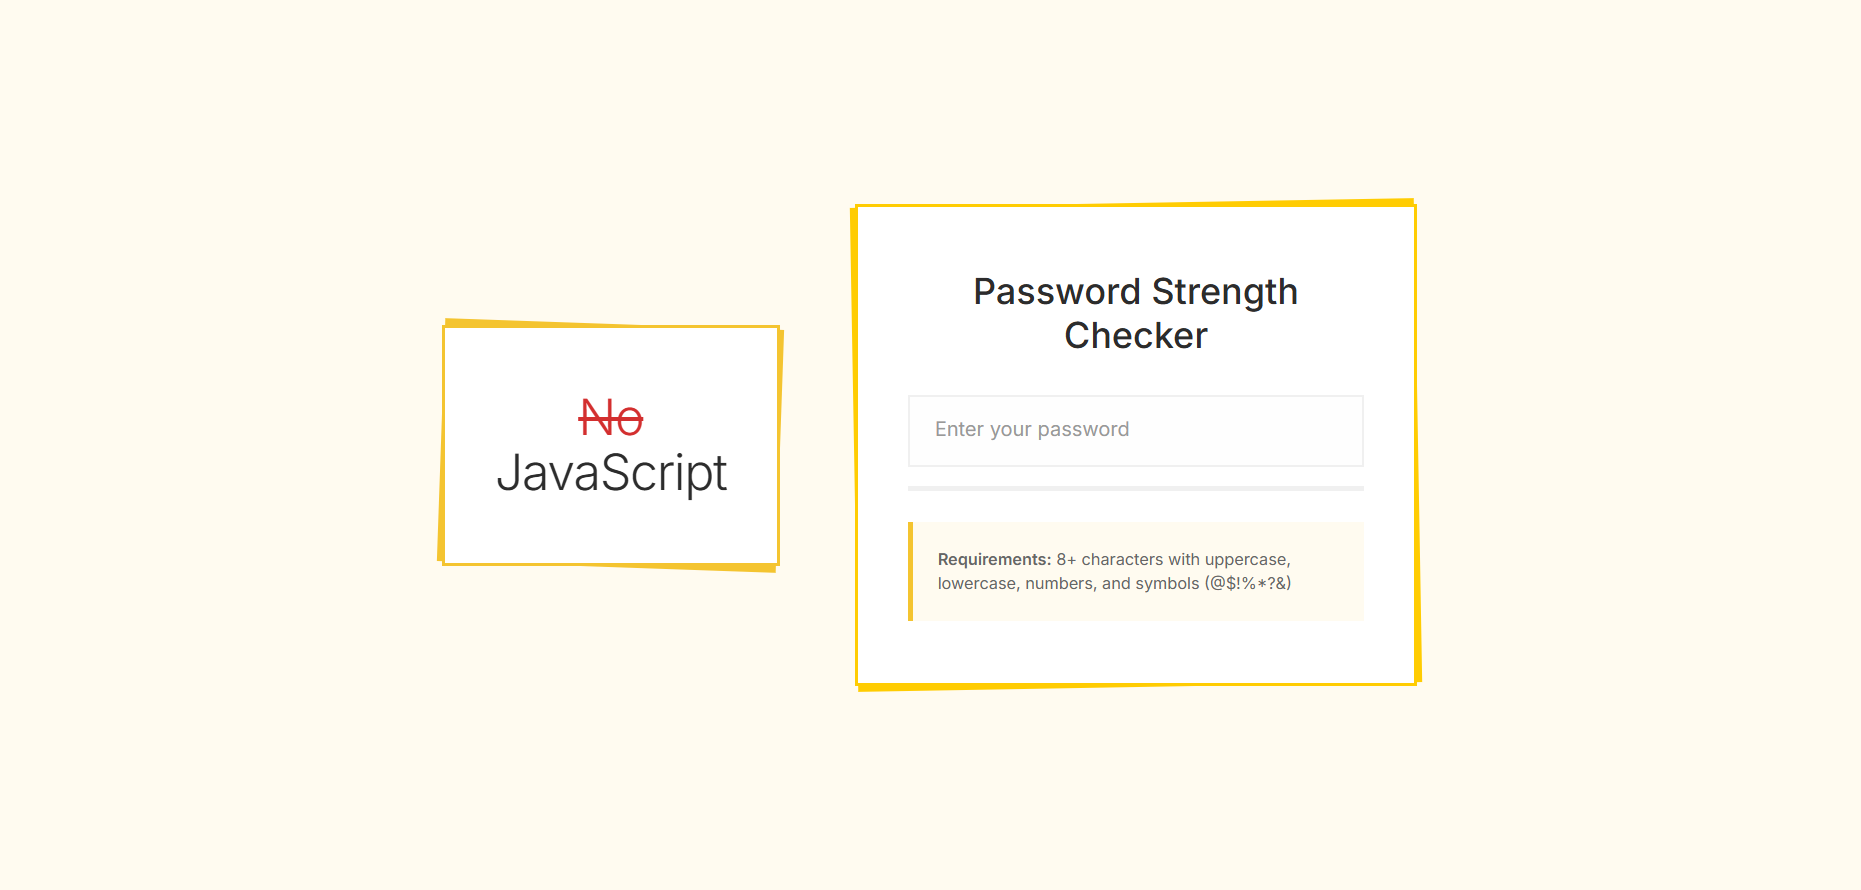 No
JavaScript
Password Strength
Checker
Enter your password
Requirements: 8+ characters with uppercase,
lowercase, numbers, and symbols (@$!%*?&)